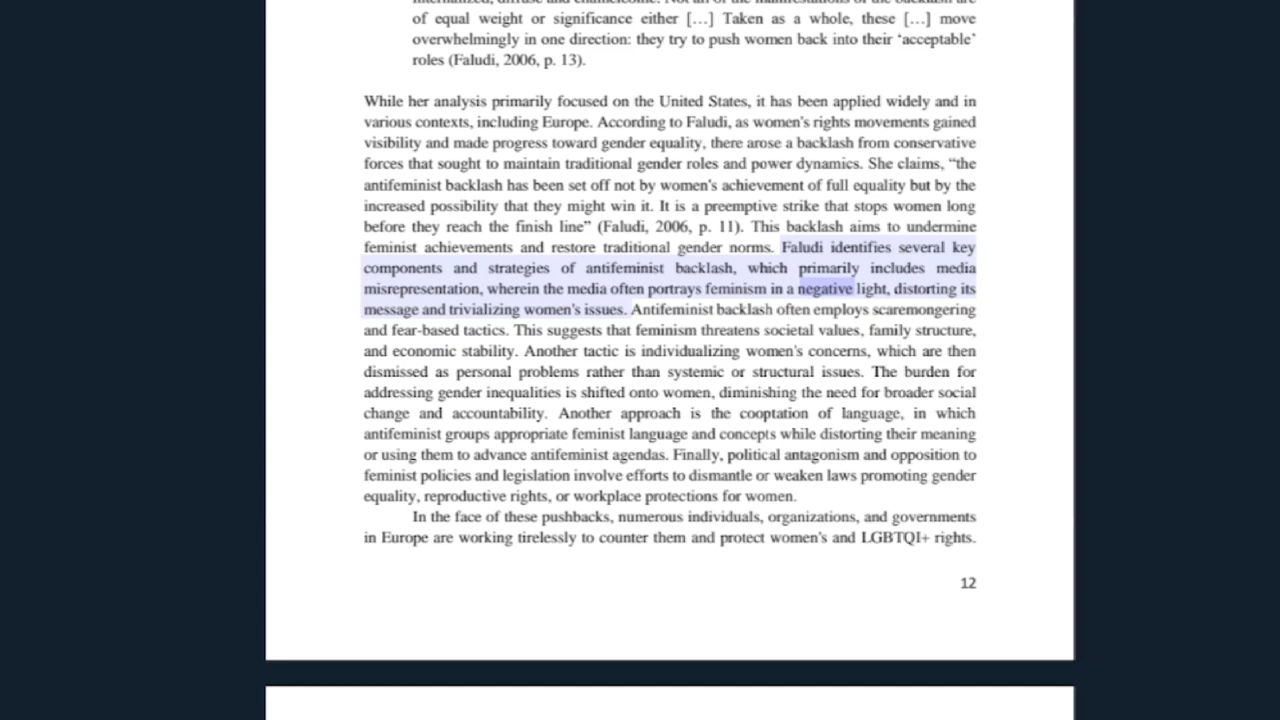 of equal weight or significance either […] Taken as a whole, these […] move
overwhelmingly in one direction: they try to push women back into their ‘acceptable’
roles (Faludi, 2006, p. 13).
While her analysis primarily focused on the United States, it has been applied widely and in
various contexts, including Europe. According to Faludi, as women's rights movements gained
visibility and made progress toward gender equality, there arose a backlash from conservative
forces that sought to maintain traditional gender roles and power dynamics. She claims, “the
antifeminist backlash has been set off not by women's achievement of full equality but by the
increased possibility that they might win it. It is a preemptive strike that stops women long
before they reach the finish line” (Faludi, 2006, p. 11). This backlash aims to undermine
feminist achievements and restore traditional gender norms. Faludi identifies several key
components and strategies of antifeminist backlash, which primarily includes media
misrepresentation, wherein the media often portrays feminism in a negative light, distorting its
message and trivializing women's issues. Antifeminist backlash often employs scaremongering
and fear-based tactics. This suggests that feminism threatens societal values, family structure,
and economic stability. Another tactic is individualizing women's concerns, which are then
dismissed as personal problems rather than systemic or structural issues. The burden for
addressing gender inequalities is shifted onto women, diminishing the need for broader social
change and accountability. Another approach is the cooptation of language, in which
antifeminist groups appropriate feminist language and concepts while distorting their meaning
or using them to advance antifeminist agendas. Finally, political antagonism and opposition to
feminist policies and legislation involve efforts to dismantle or weaken laws promoting gender
equality, reproductive rights, or workplace protections for women.
In the face of these pushbacks, numerous individuals, organizations, and governments
in Europe are working tirelessly to counter them and protect women's and LGBTQI+ rights.
12